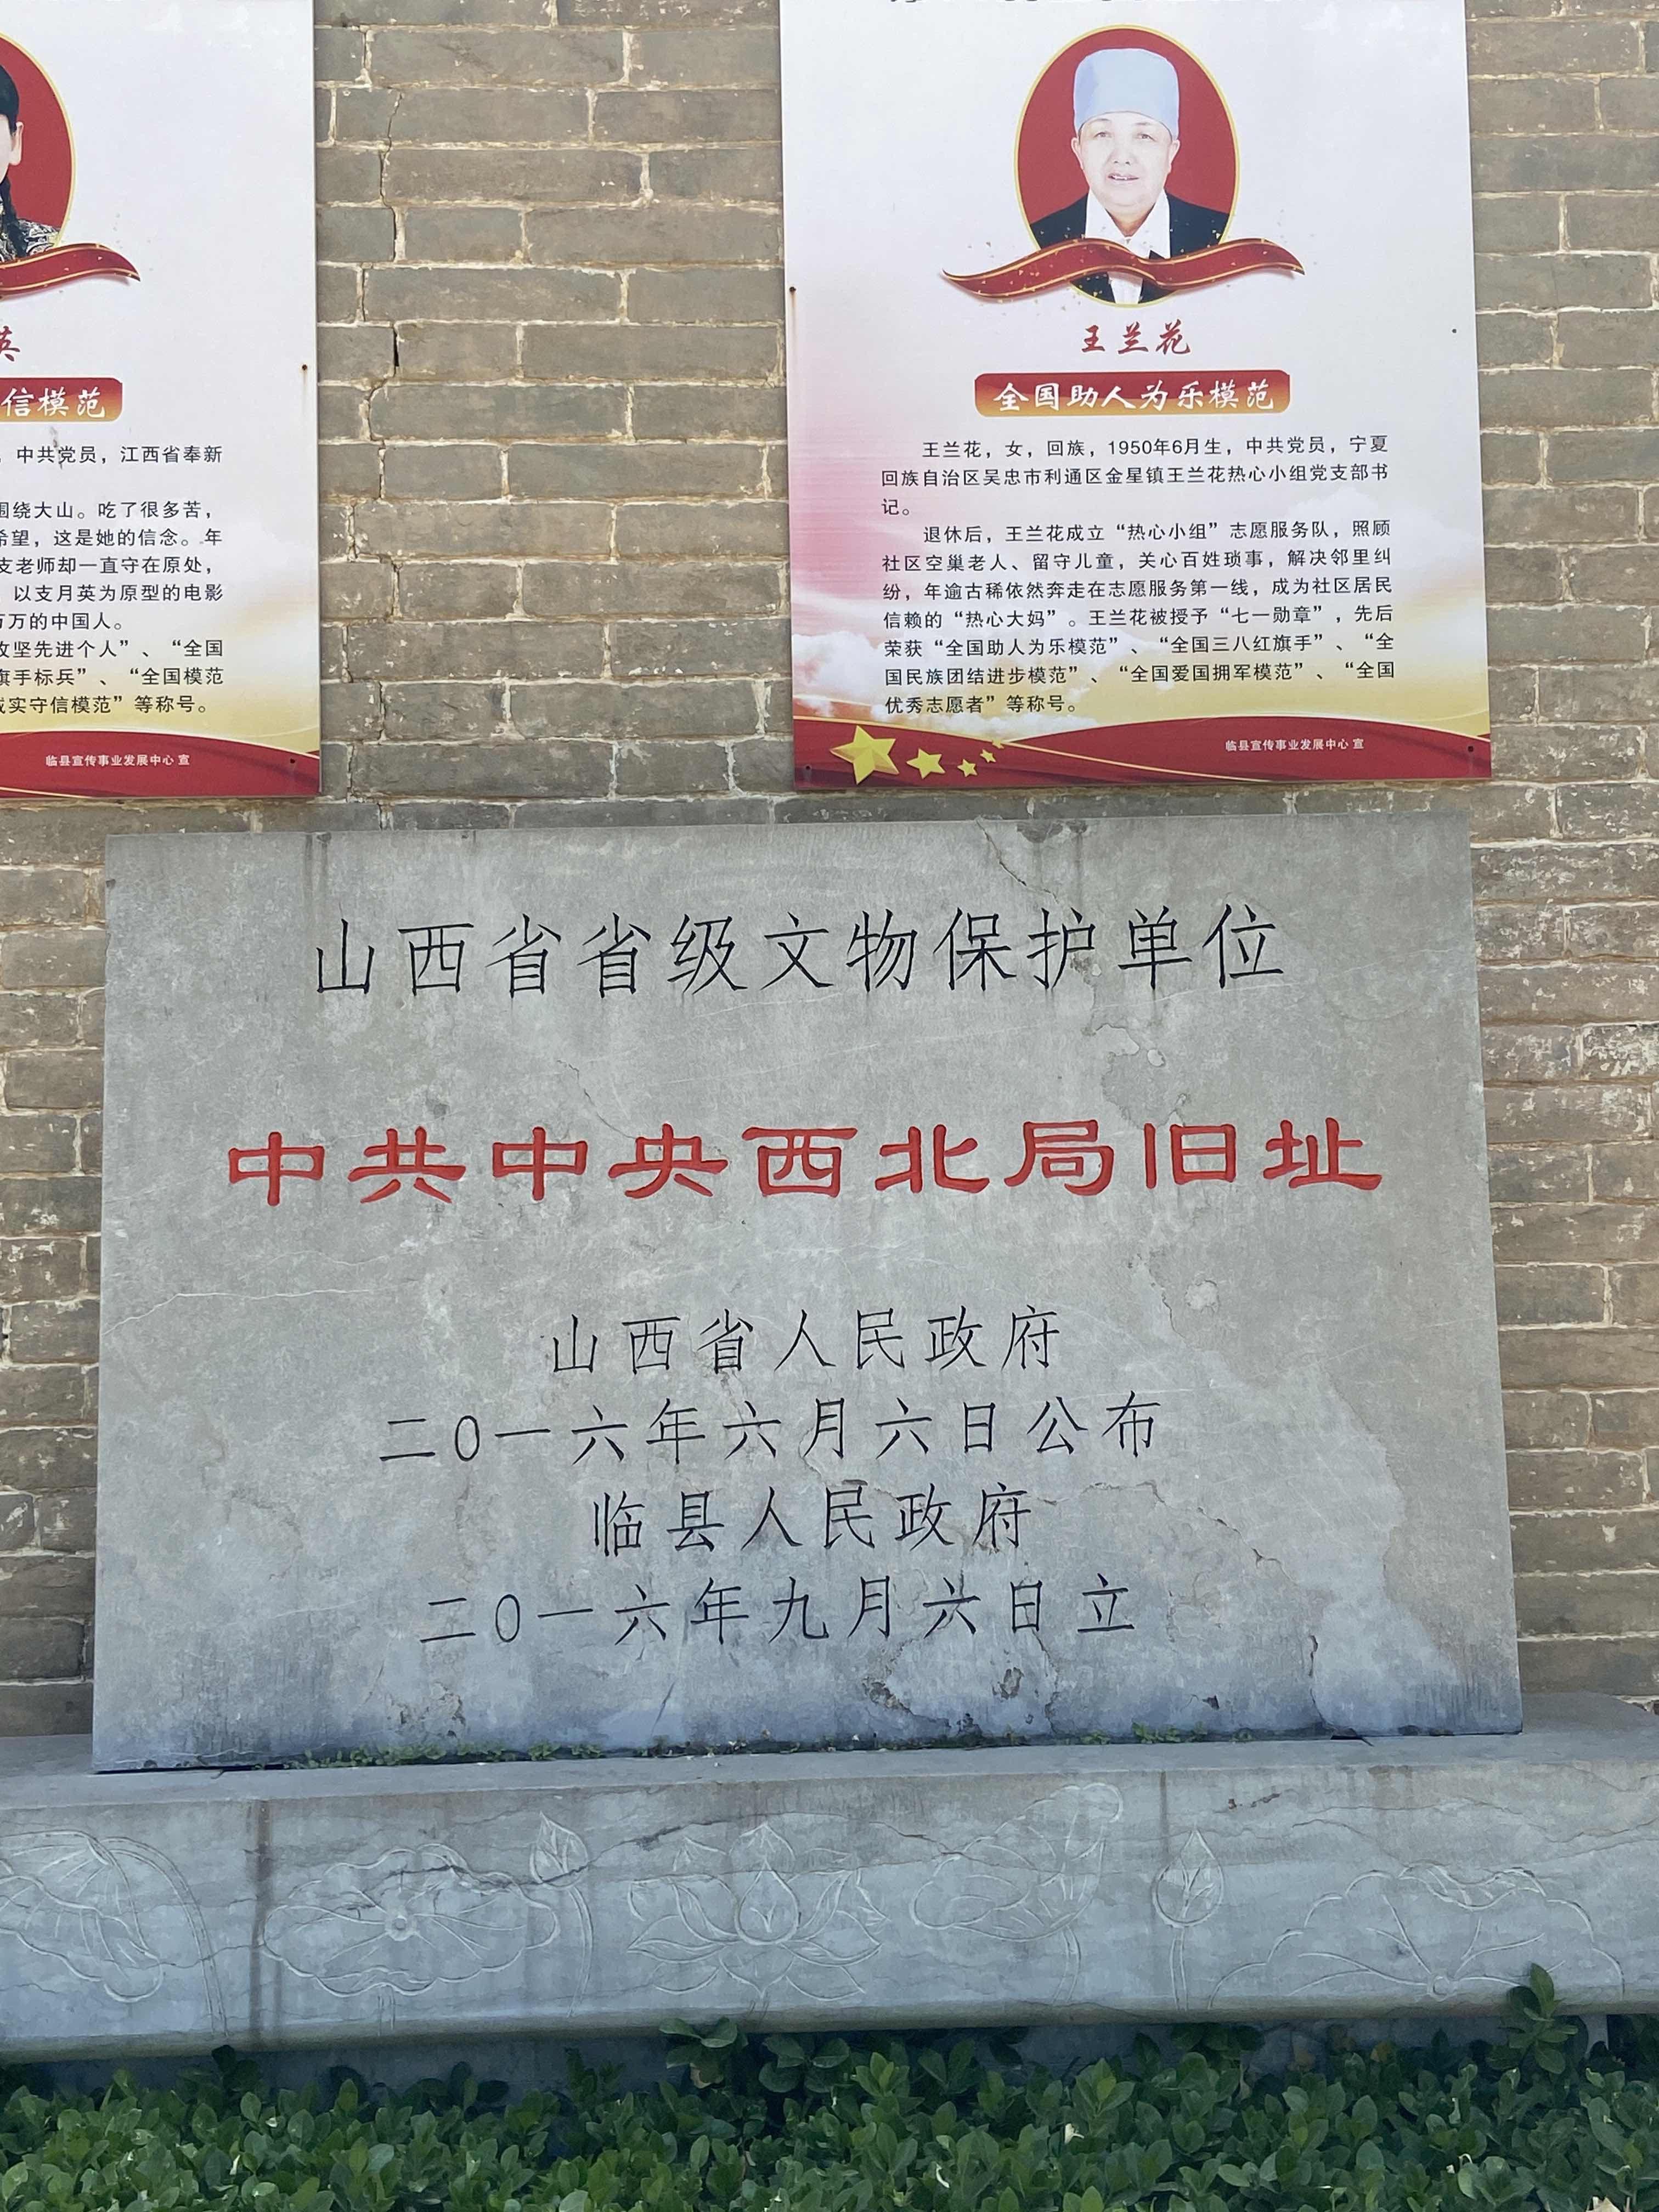 英
信模范
，中共党员，江西省奉新
围绕大山。吃了很多苦，
希望，这是她的信念。年
支老师却一直守在原处，
以支月英为原型的电影
万万的中国人。
攻坚先进个人”、“全国
旗手标兵”、“全国模范
诚实守信模范”等称号。
临县宣传事业发展中心 宣
王兰花
全国助人为乐模范
王兰花，女，回族，1950年6月生，中共党员，宁夏
回族自治区吴忠市利通区金星镇王兰花热心小组党支部书
记。
退休后，王兰花成立“热心小组”志愿服务队，照顾
社区空巢老人、留守儿童，关心百姓琐事，解决邻里纠
纷，年逾古稀依然奔走在志愿服务第一线，成为社区居民
信赖的“热心大妈”。王兰花被授予“七一勋章”，先后
荣获“全国助人为乐模范”、“全国三八红旗手”、“全
国民族团结进步模范”、“全国爱国拥军模范”、“全国
优秀志愿者”等称号。
临县宣传事业发展中心 宣
山西省省级文物保护单位
中共中央西北局旧址
山西省人民政府
二〇一六年六月六日公布
临县人民政府
二〇一六年九月六日立